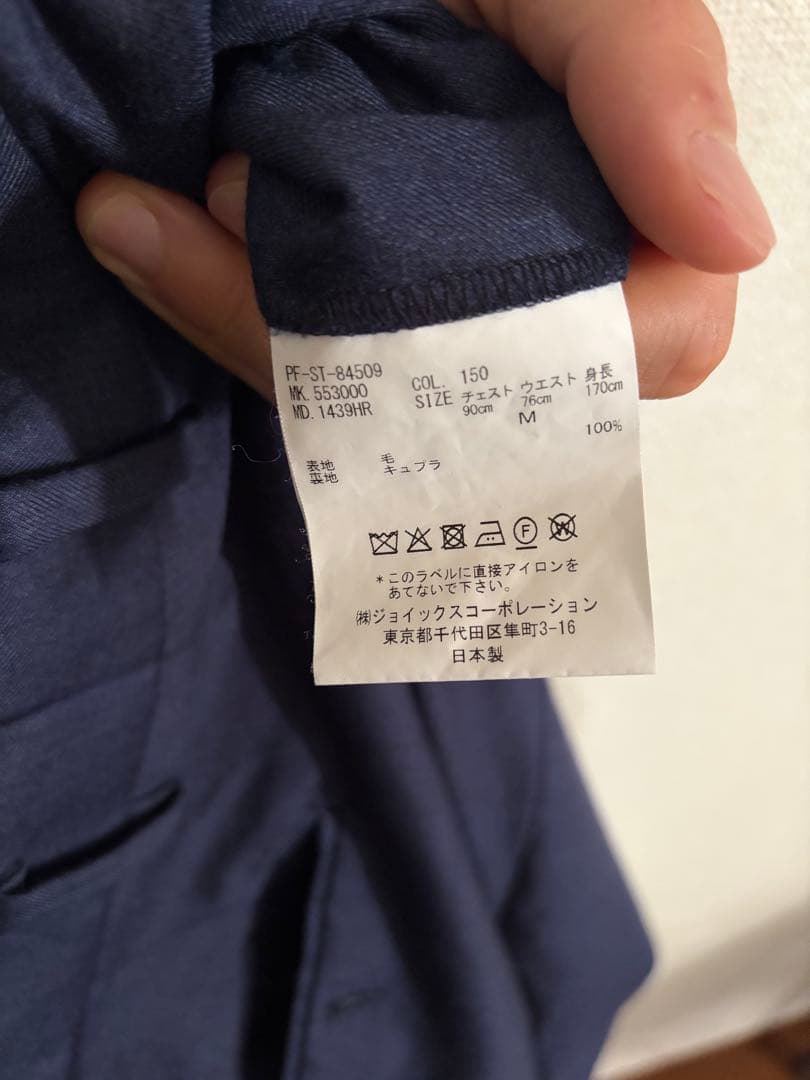 PF-ST-84509
MK. 553000
MD. 1439HR
COL. 150
SIZE チェスト ウエスト 身長
90cm 76cm 170cm
M
表地 毛 100%
裏地 キュプラ
F
W
*このラベルに直接アイロンを
あてないで下さい。
㈱ジョイックスコーポレーション
東京都千代田区隼町3-16
日本製